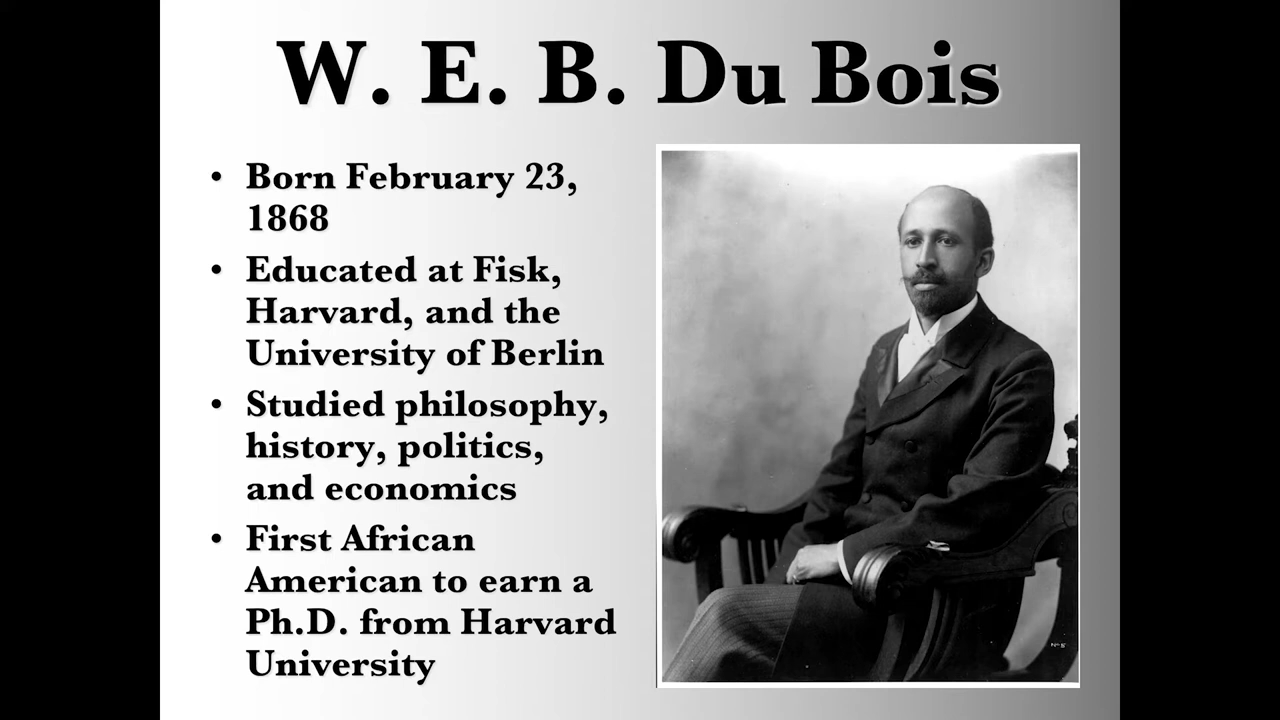 W. E. B. Du Bois
• Born February 23,
1868
• Educated at Fisk,
Harvard, and the
University of Berlin
• Studied philosophy,
history, politics,
and economics
• First African
American to earn a
Ph.D. from Harvard
University